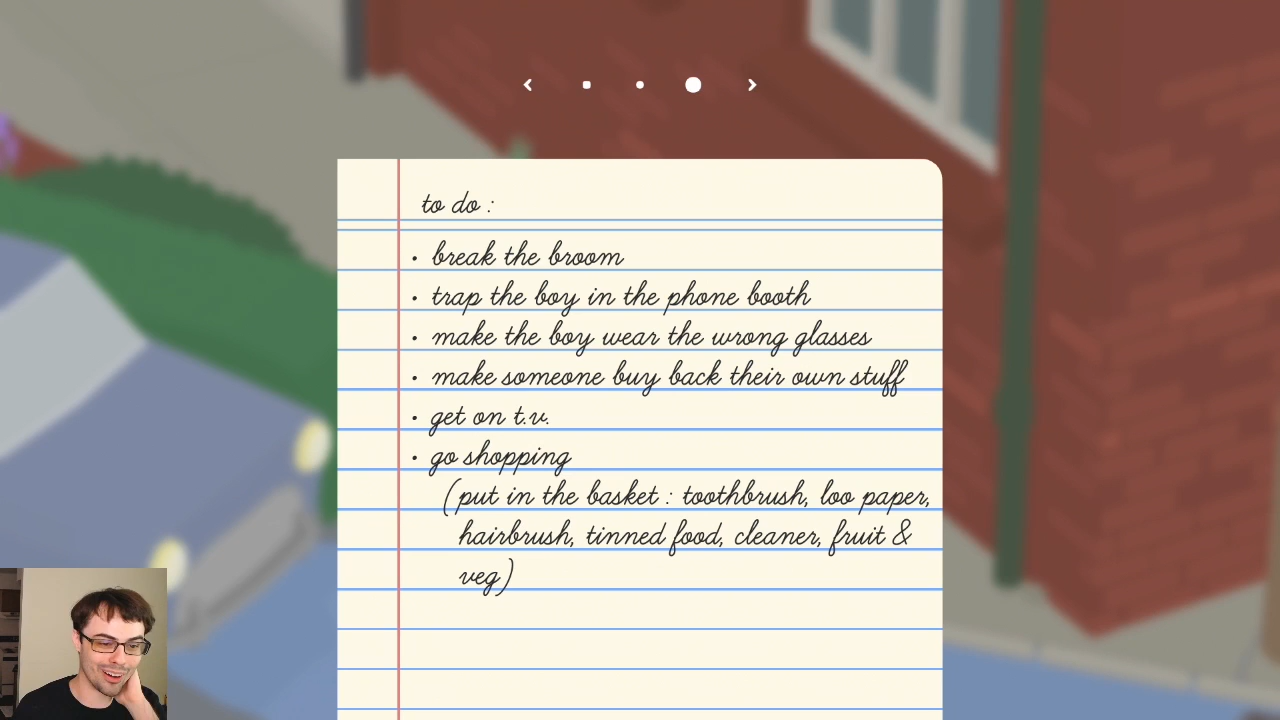 to do :
• break the broom
• trap the boy in the phone booth
• make the boy wear the wrong glasses
• make someone buy back their own stuff
• get on t.v.
• go shopping
(put in the basket : toothbrush, loo paper,
hairbrush, tinned food, cleaner, fruit &
veg)